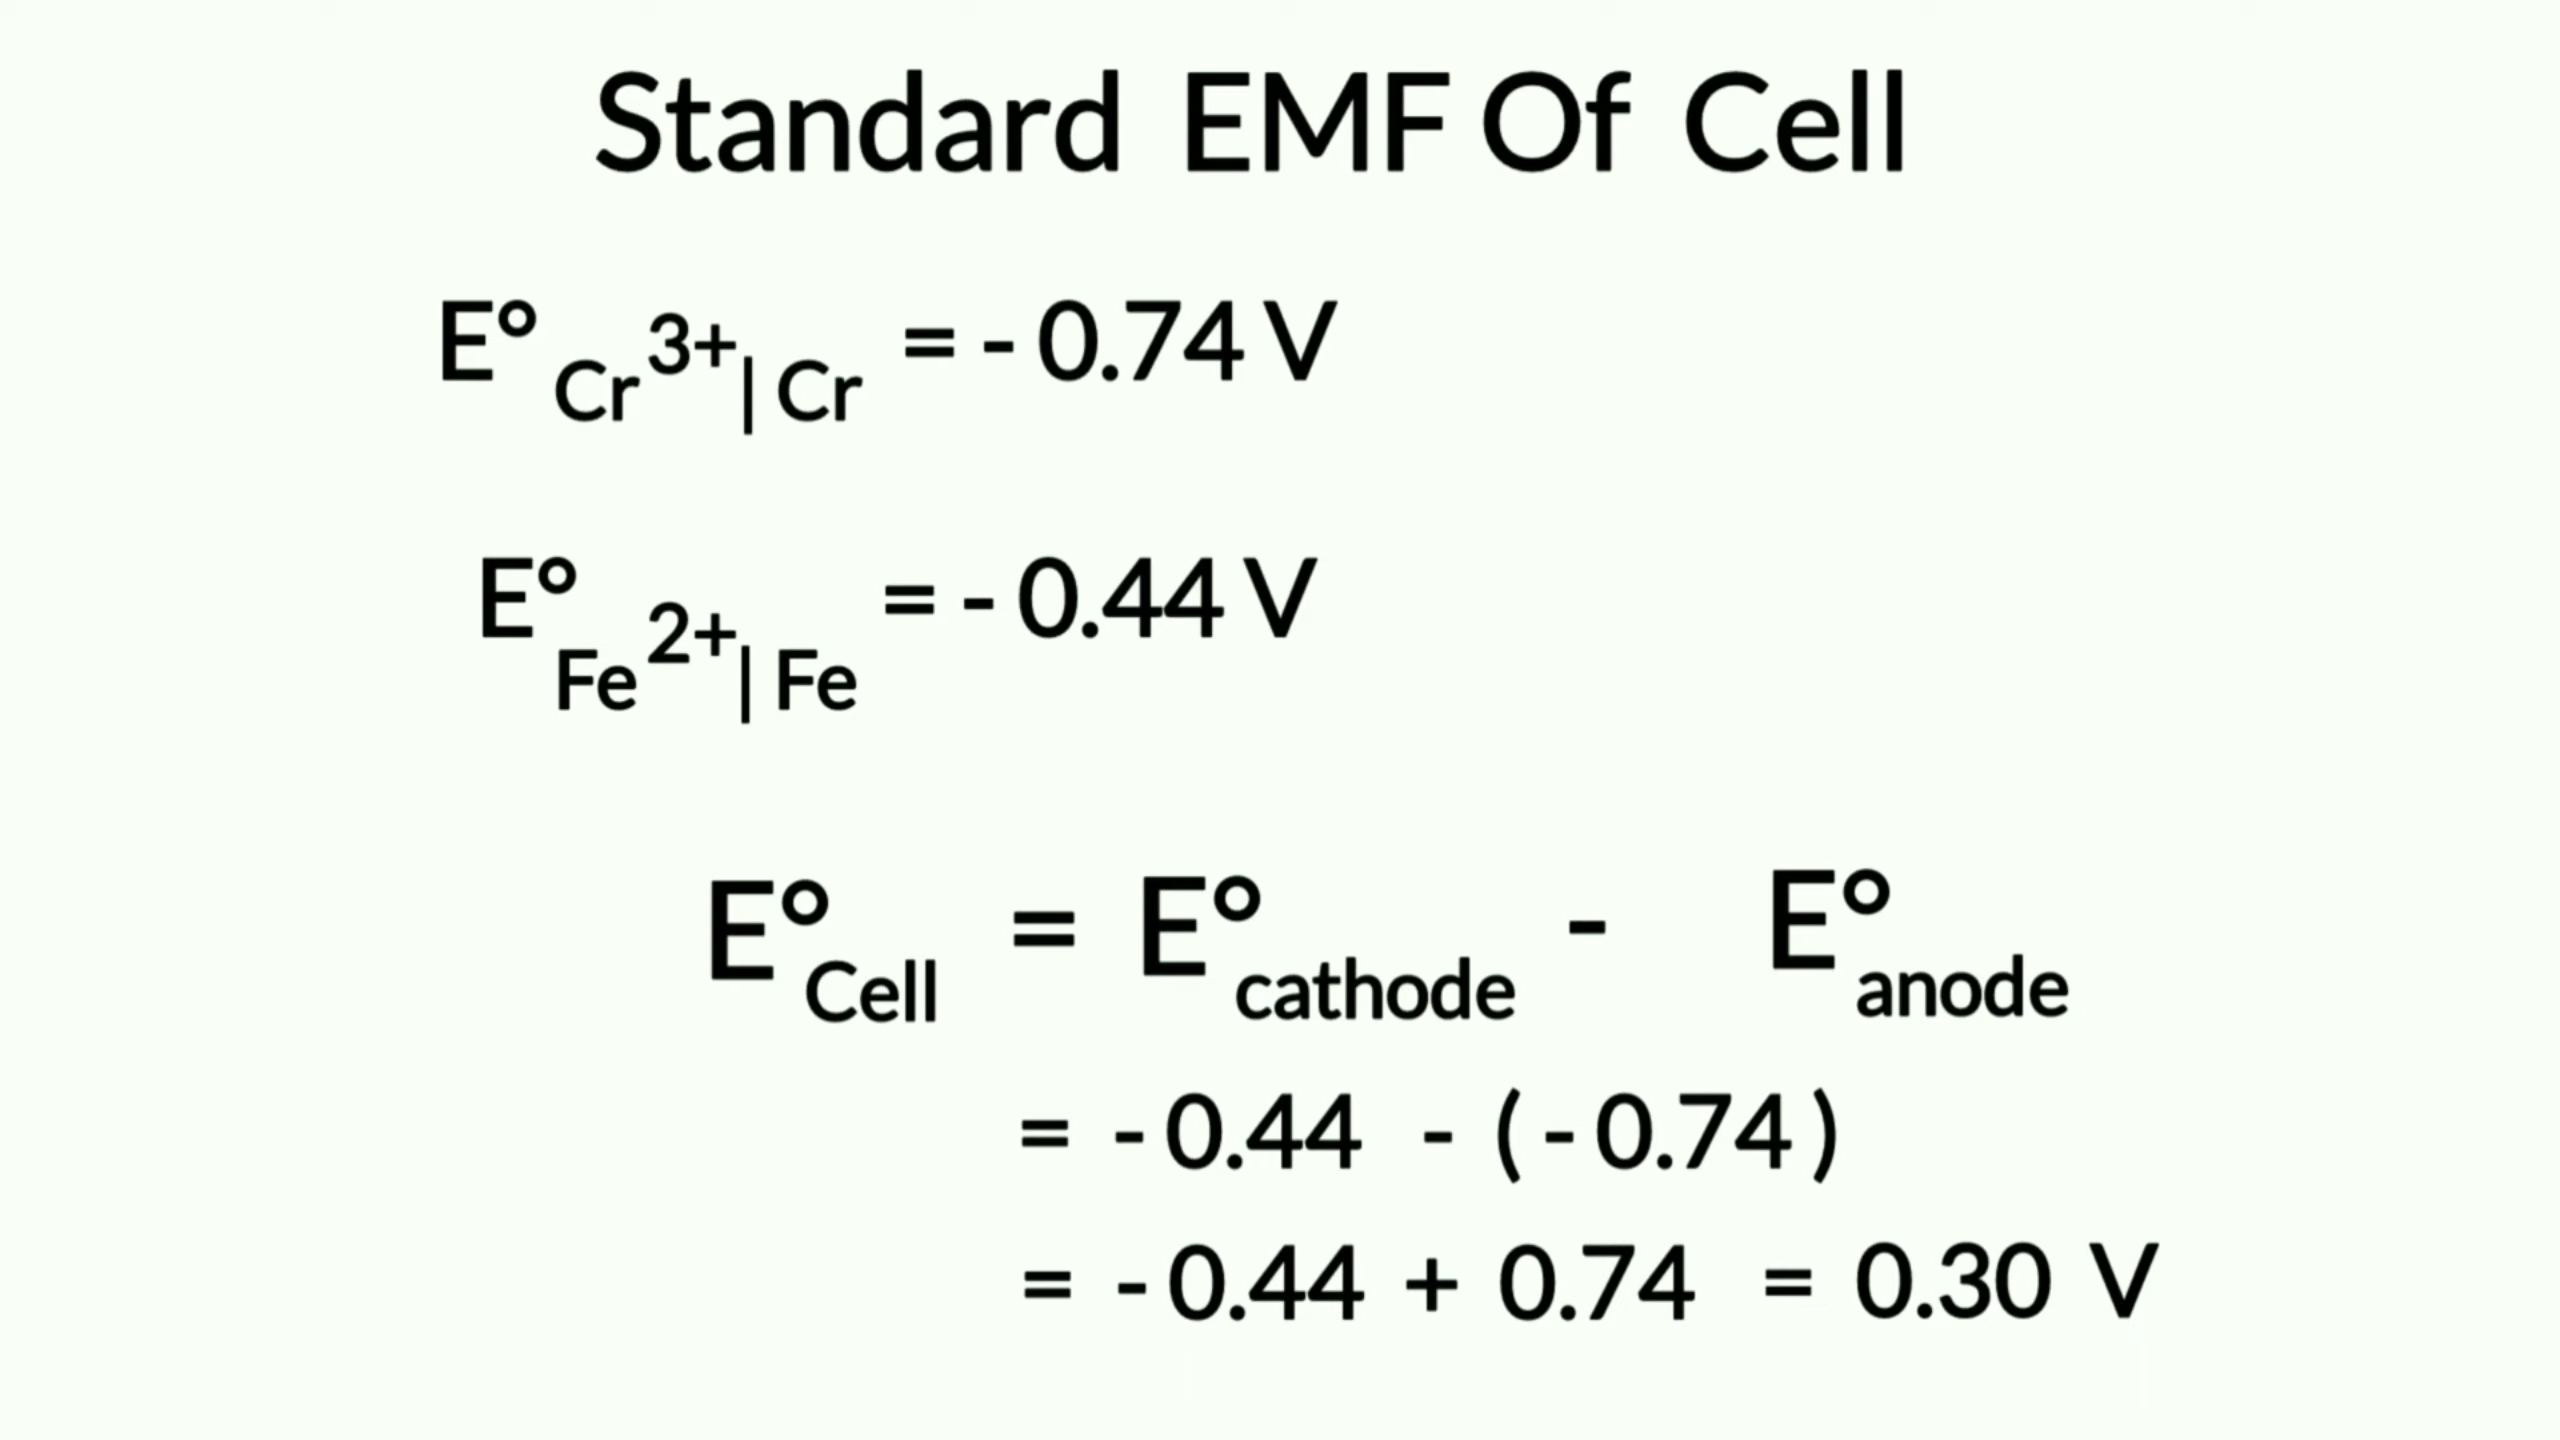 Standard EMF Of Cell
E° Cr³⁺| Cr = - 0.74 V
E° Fe²⁺| Fe = - 0.44 V
E°Cell = E°cathode - E°anode
= - 0.44 - ( - 0.74 )
= - 0.44 + 0.74 = 0.30 V